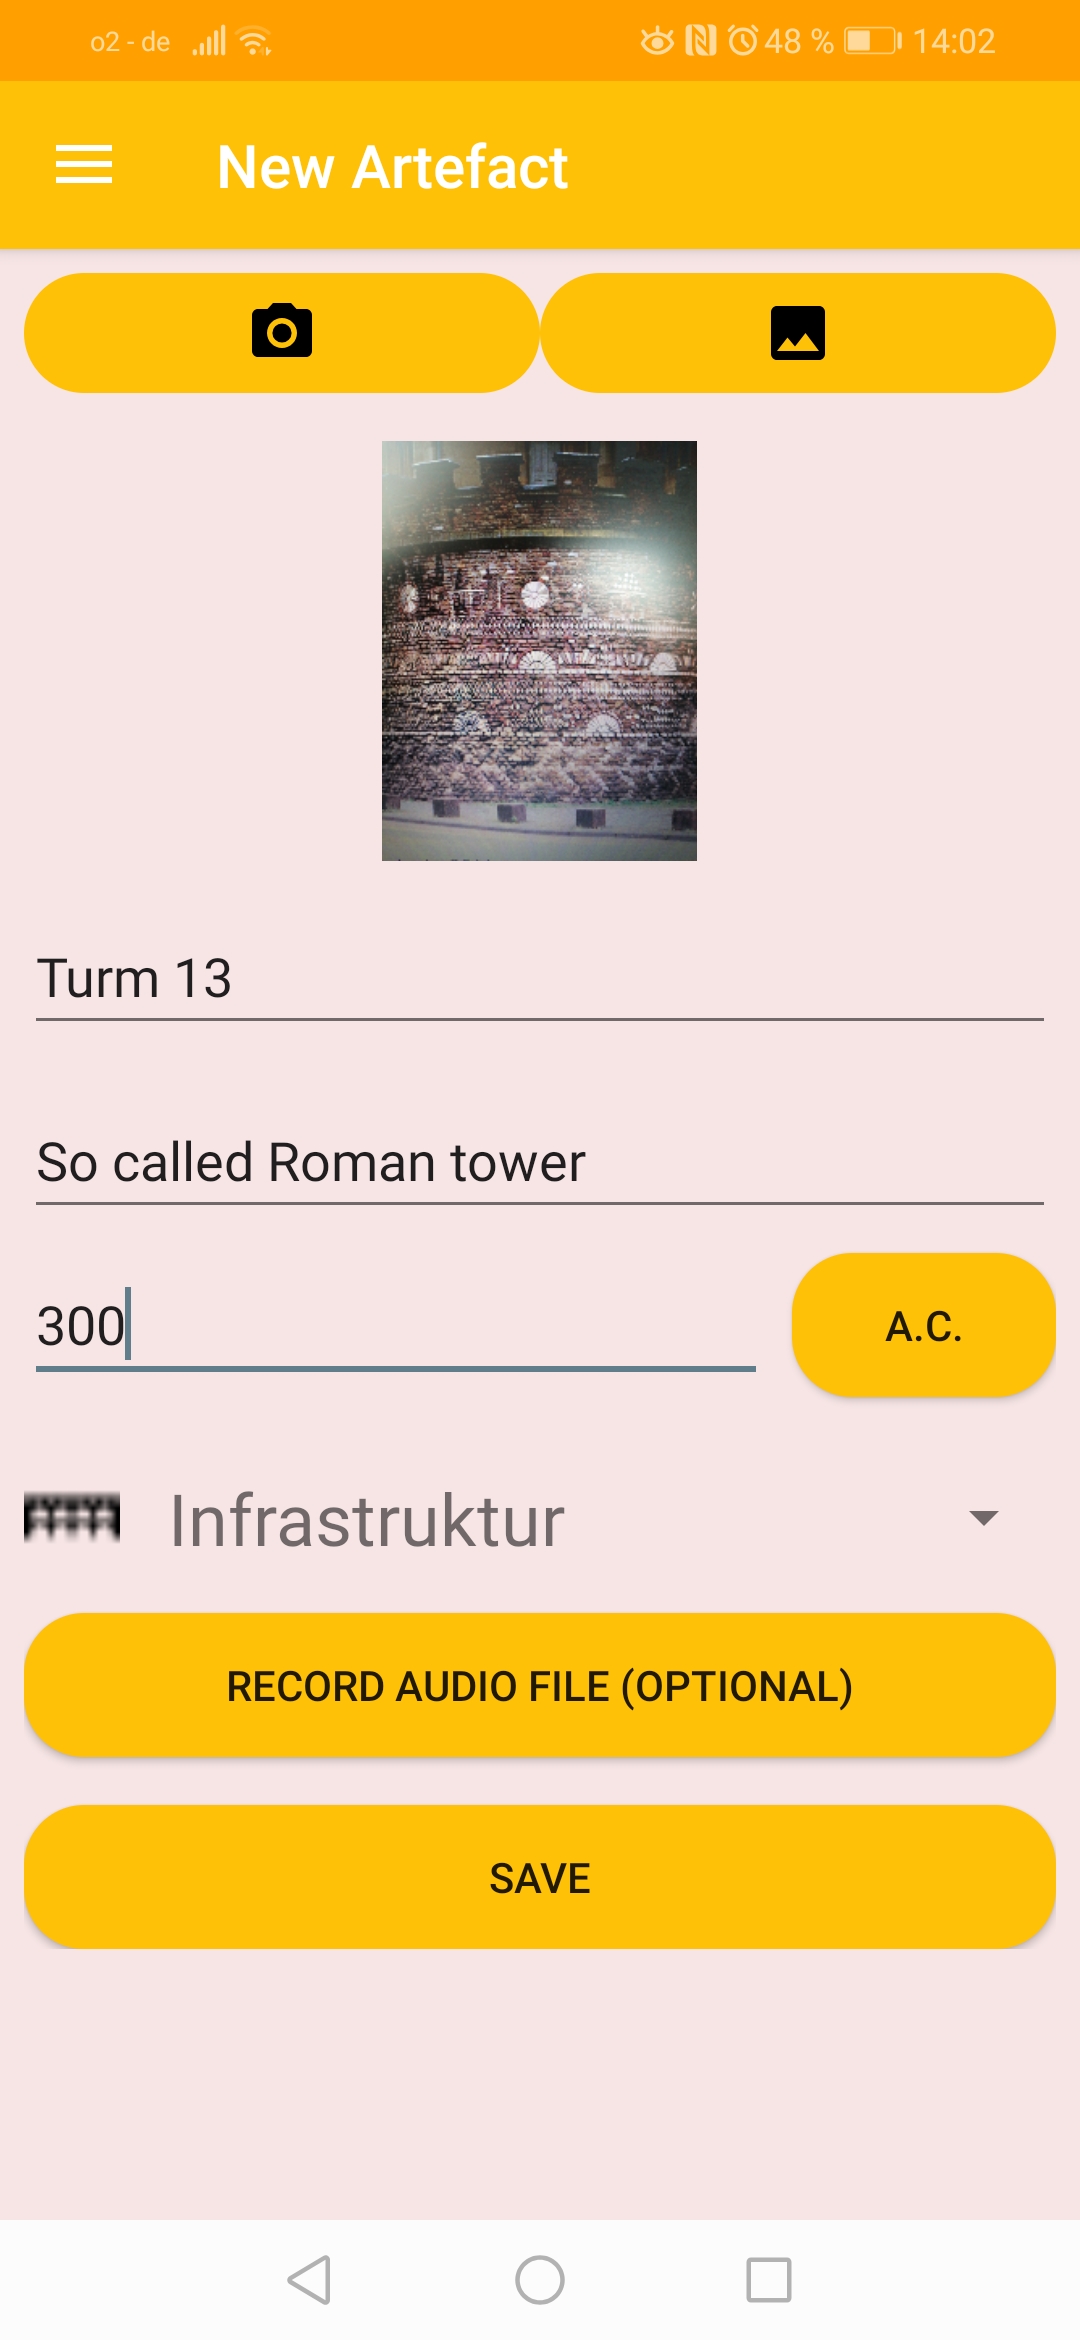 o2 - de 48 % 14:02
New Artefact
Turm 13
So called Roman tower
300 A.C.
Infrastruktur
RECORD AUDIO FILE (OPTIONAL)
SAVE